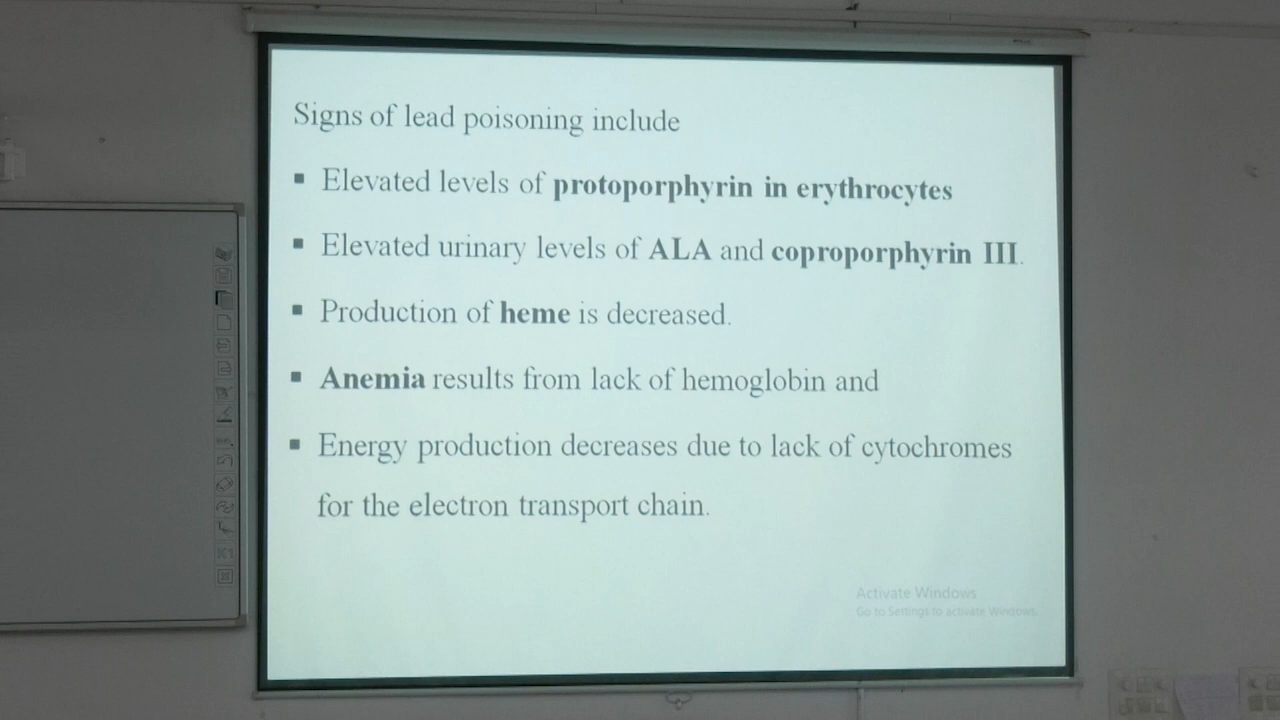 Signs of lead poisoning include
▪ Elevated levels of protoporphyrin in erythrocytes
▪ Elevated urinary levels of ALA and coproporphyrin III.
▪ Production of heme is decreased.
▪ Anemia results from lack of hemoglobin and
▪ Energy production decreases due to lack of cytochromes
for the electron transport chain.
Activate Windows
Go to Settings to activate Windows.